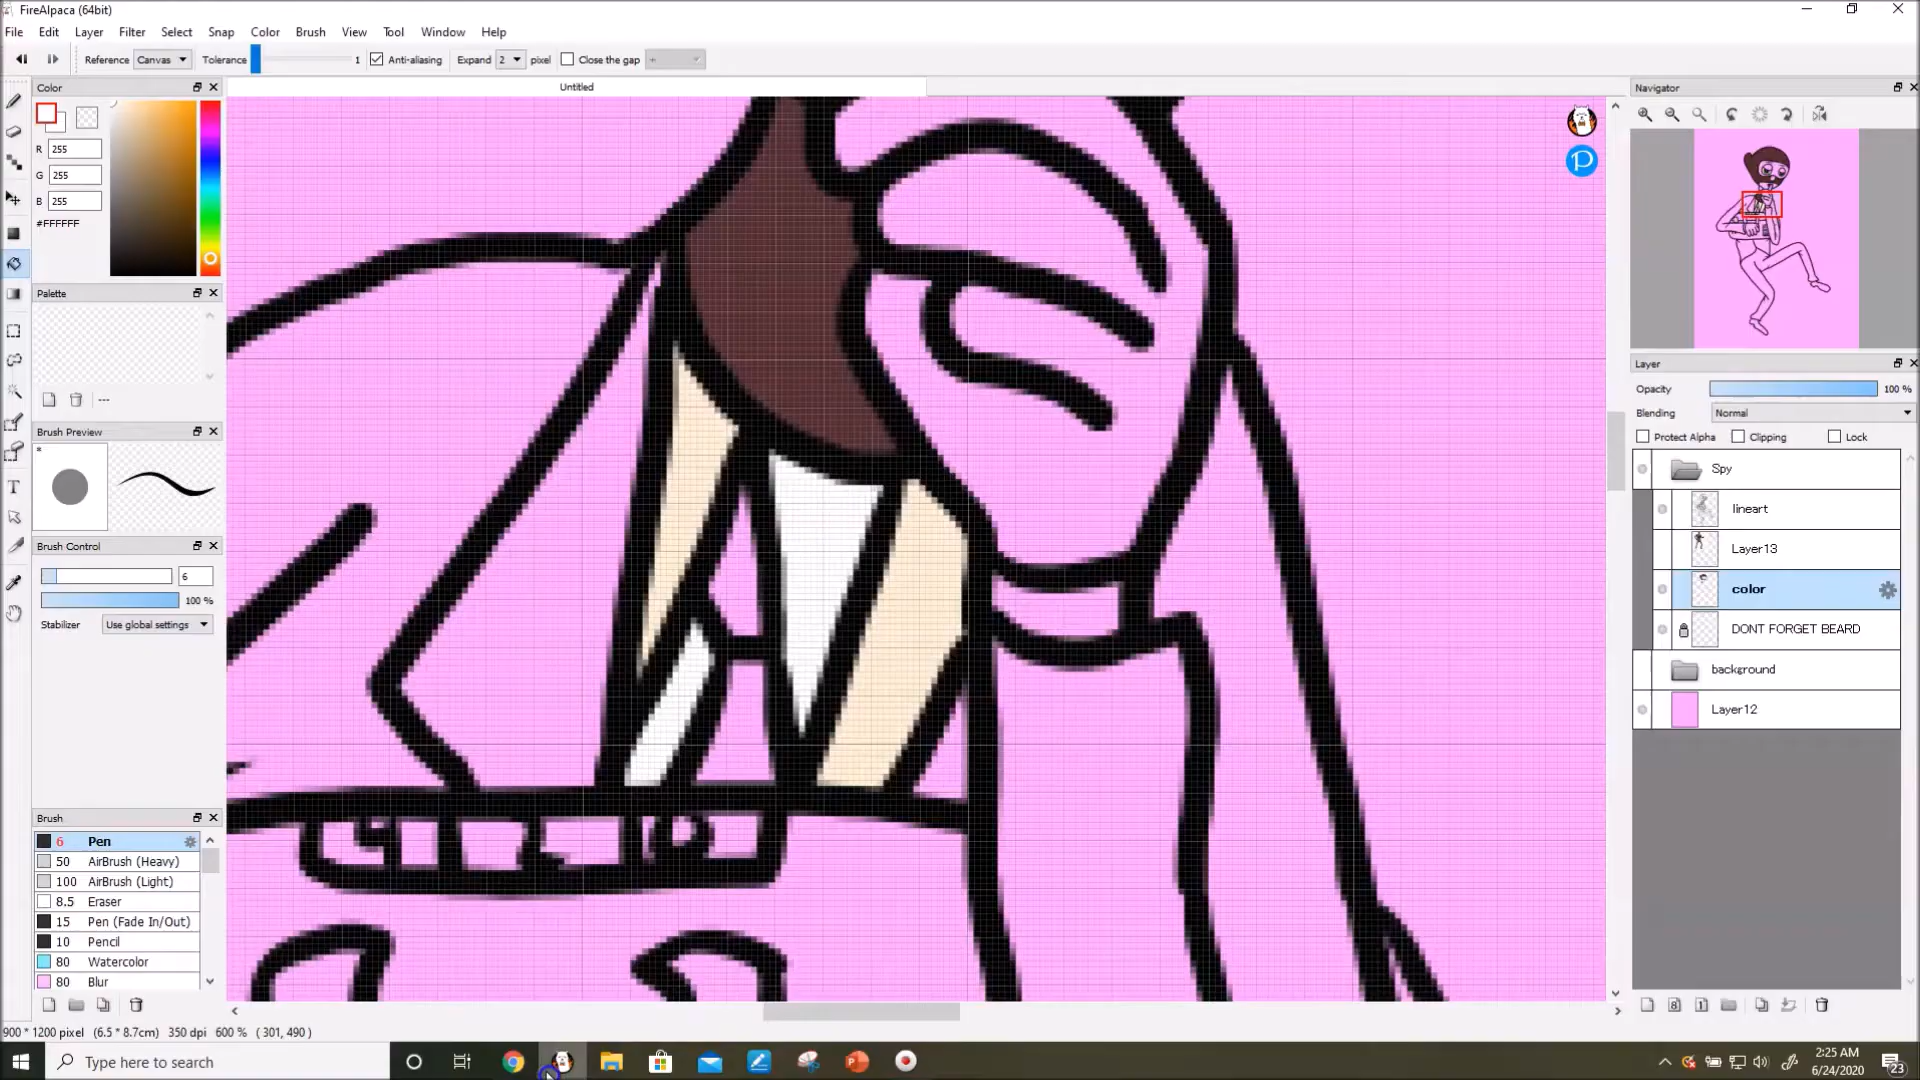 FireAlpaca (64bit)
File Edit Layer Filter Select Snap Color Brush View Tool Window Help
Reference Canvas Tolerance 1 Anti-aliasing Expand 2 pixel Close the gap
Color
Untitled
Navigator
R 255
G 255
B 255
#FFFFFF
Palette
Brush Preview
Brush Control
6
100 %
Stabilizer Use global settings
Brush
6 Pen
50 AirBrush (Heavy)
100 AirBrush (Light)
8.5 Eraser
15 Pen (Fade In/Out)
10 Pencil
80 Watercolor
80 Blur
Layer
Opacity 100 %
Blending Normal
Protect Alpha Clipping Lock
Spy
lineart
Layer13
color
DONT FORGET BEARD
background
Layer12
900 * 1200 pixel (6.5 * 8.7cm) 350 dpi 600 % ( 301, 490 )
Type here to search
2:25 AM
6/24/2020
23